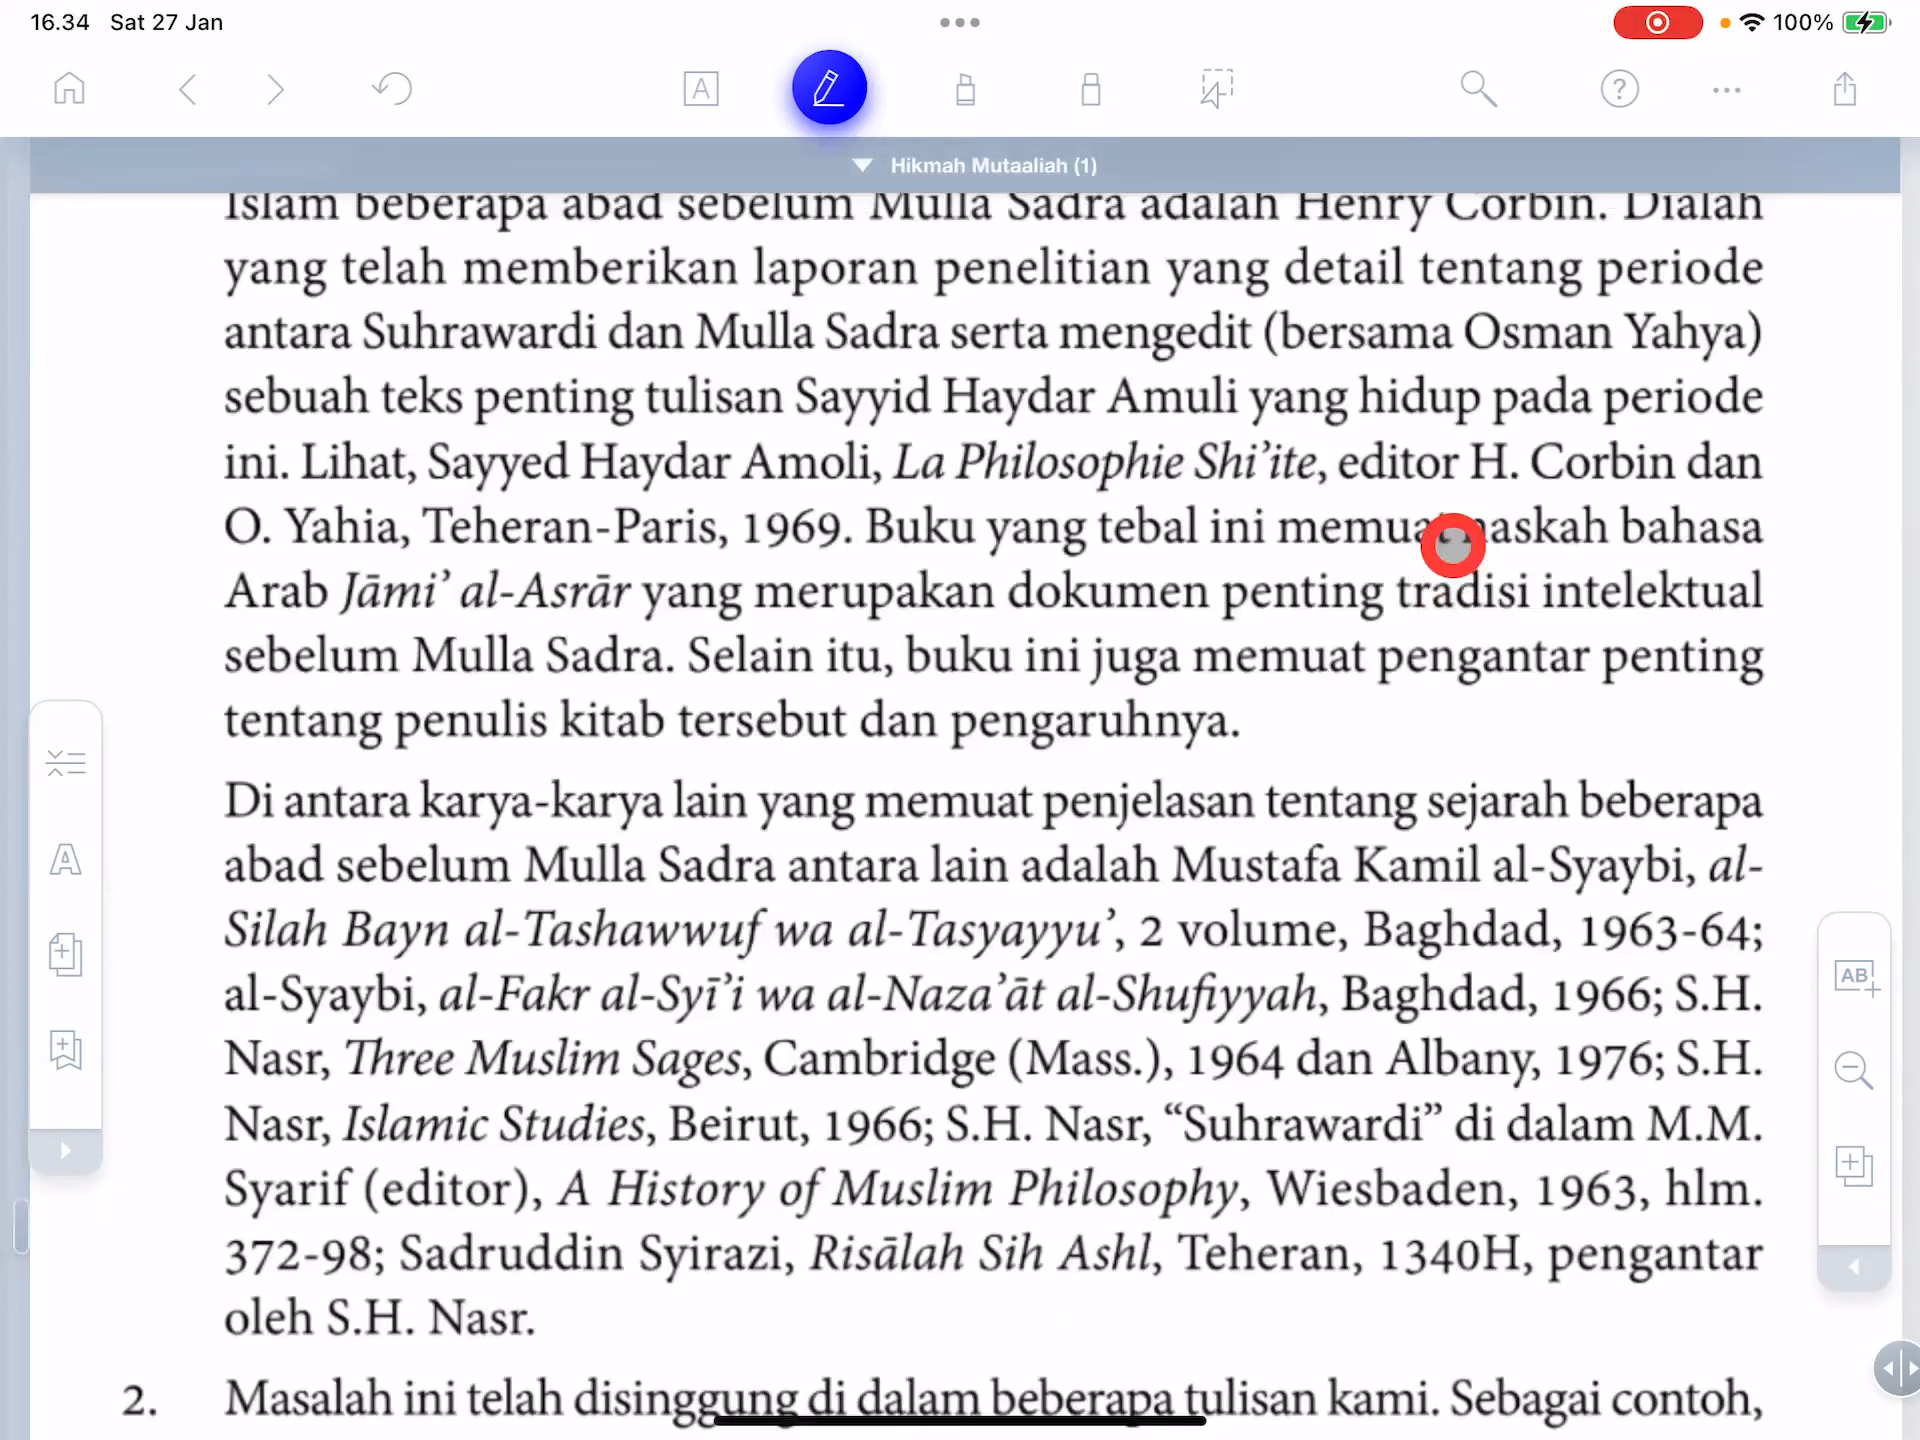 16.34 Sat 27 Jan
100%
A
?
Hikmah Mutaaliah (1)
Islam beberapa abad sebelum Mulla Sadra adalah Henry Corbin. Dialah
yang telah memberikan laporan penelitian yang detail tentang periode
antara Suhrawardi dan Mulla Sadra serta mengedit (bersama Osman Yahya)
sebuah teks penting tulisan Sayyid Haydar Amuli yang hidup pada periode
ini. Lihat, Sayyed Haydar Amoli, La Philosophie Shi’ite, editor H. Corbin dan
O. Yahia, Teheran-Paris, 1969. Buku yang tebal ini memuat naskah bahasa
Arab Jāmi’ al-Asrār yang merupakan dokumen penting tradisi intelektual
sebelum Mulla Sadra. Selain itu, buku ini juga memuat pengantar penting
tentang penulis kitab tersebut dan pengaruhnya.
Di antara karya-karya lain yang memuat penjelasan tentang sejarah beberapa
abad sebelum Mulla Sadra antara lain adalah Mustafa Kamil al-Syaybi, al-
Silah Bayn al-Tashawwuf wa al-Tasyayyu’, 2 volume, Baghdad, 1963-64;
al-Syaybi, al-Fakr al-Syī’i wa al-Naza’āt al-Shufiyyah, Baghdad, 1966; S.H.
Nasr, Three Muslim Sages, Cambridge (Mass.), 1964 dan Albany, 1976; S.H.
Nasr, Islamic Studies, Beirut, 1966; S.H. Nasr, “Suhrawardi” di dalam M.M.
Syarif (editor), A History of Muslim Philosophy, Wiesbaden, 1963, hlm.
372-98; Sadruddin Syirazi, Risālah Sih Ashl, Teheran, 1340H, pengantar
oleh S.H. Nasr.
2. Masalah ini telah disinggung di dalam beberapa tulisan kami. Sebagai contoh,
A
AB